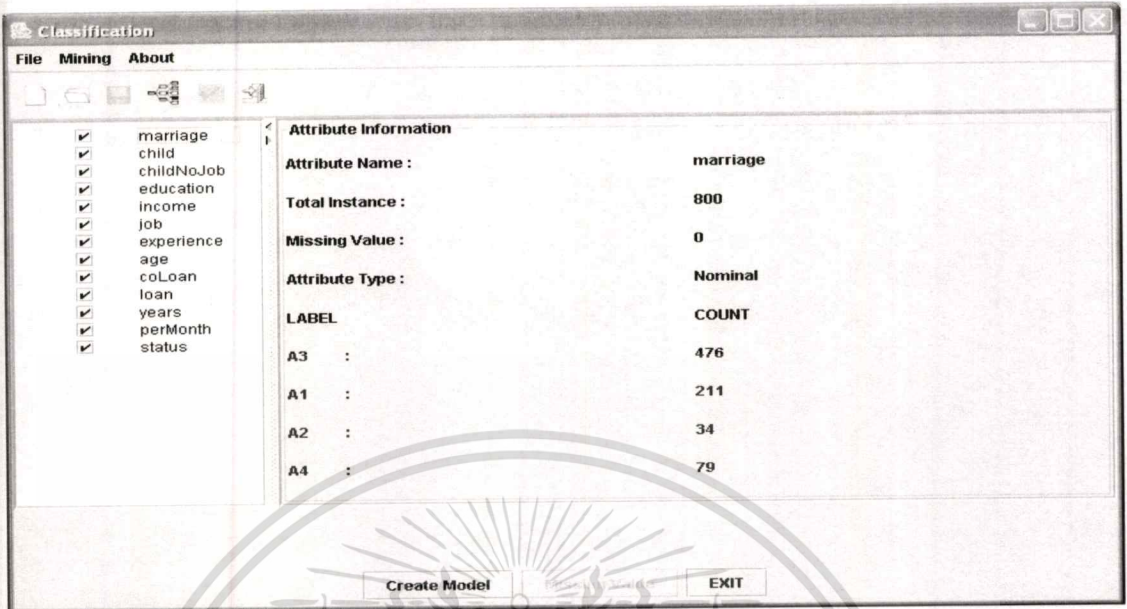 Classification
File Mining About
marriage
child
childNoJob
education
income
job
experience
age
coLoan
loan
years
perMonth
status
Attribute Information
Attribute Name : marriage
Total Instance : 800
Missing Value : 0
Attribute Type : Nominal
LABEL COUNT
A3 : 476
A1 : 211
A2 : 34
A4 : 79
Create Model
EXIT